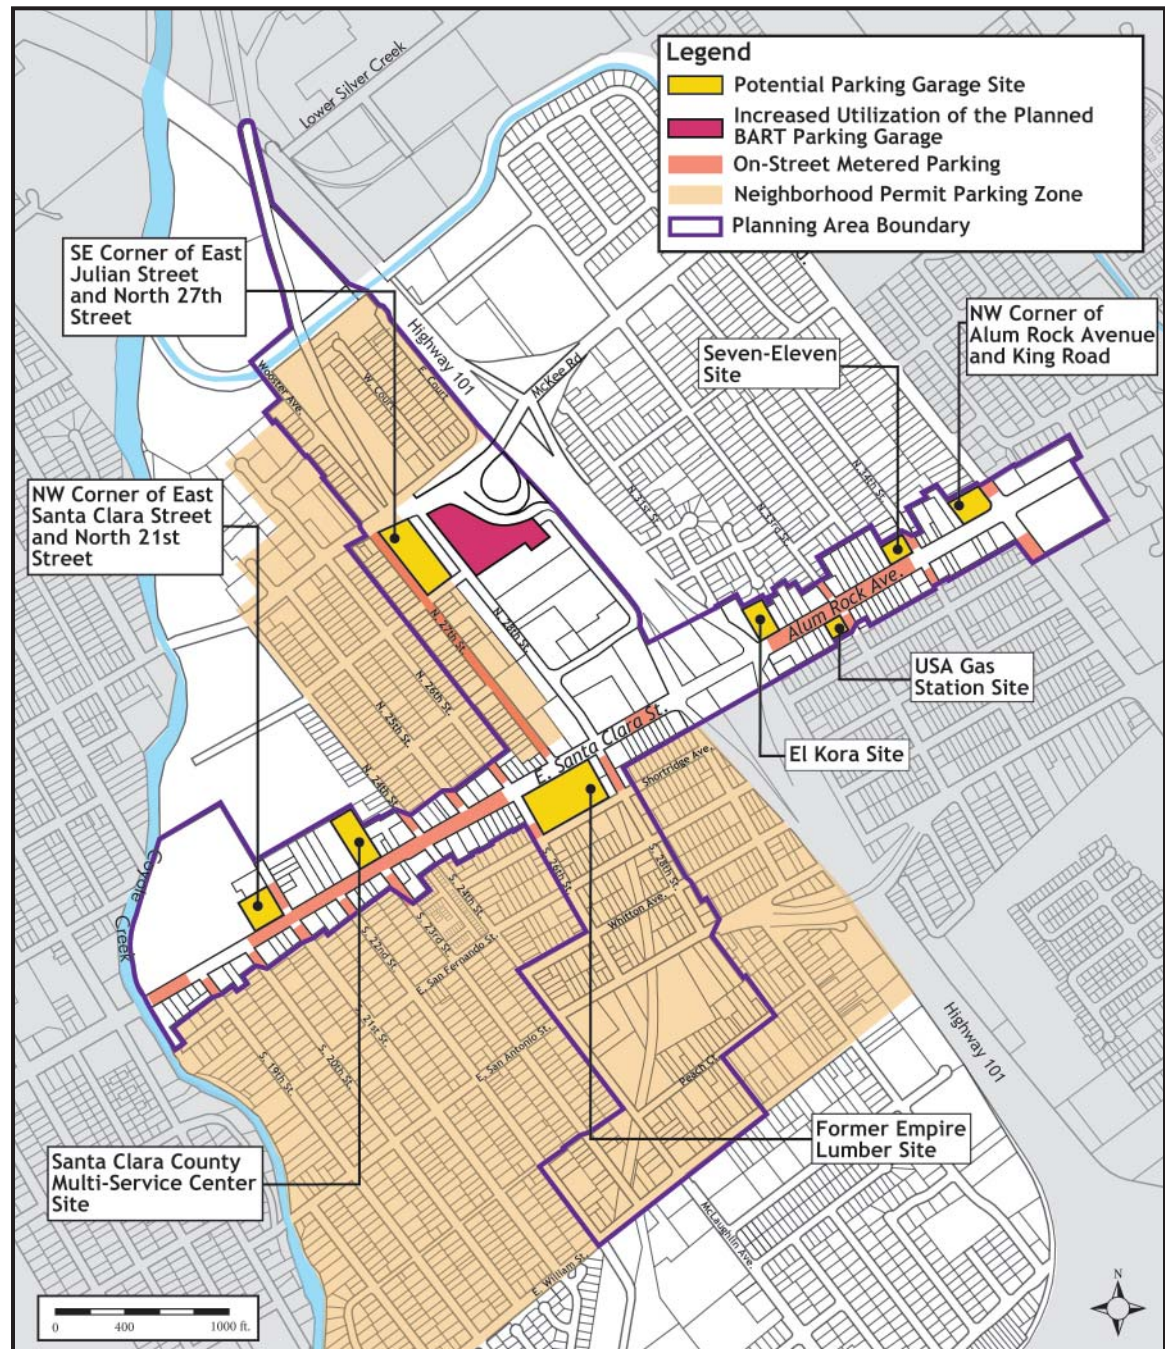 Legend
Potential Parking Garage Site
Increased Utilization of the Planned
BART Parking Garage
On-Street Metered Parking
Neighborhood Permit Parking Zone
Planning Area Boundary
Lower Silver Creek
SE Corner of East
Julian Street
and North 27th
Street
NW Corner of
Alum Rock Avenue
and King Road
Seven-Eleven
Site
Highway 101
McKee Rd
Wooster Ave.
W. Court
E. Court
NW Corner of East
Santa Clara Street
and North 21st
Street
N. 31st St.
N. 33rd St.
N. 34th St.
Alum Rock Ave.
USA Gas
Station Site
El Kora Site
N. 28th St.
N. 27th St.
N. 26th St.
N. 25th St.
N. 24th St.
E. Santa Clara St.
Shortridge Ave.
Coyote
Creek
S. 28th St.
S. 26th St.
S. 24th St.
S. 23rd St.
S. 22nd St.
S. 21st St.
S. 20th St.
S. 19th St.
Whitton Ave.
E. San Fernando St.
E. San Antonio St.
Peach Ct.
Highway 101
Former Empire
Lumber Site
Santa Clara County
Multi-Service Center
Site
McLaughlin Ave.
E. William St.
0 400 1000 ft.
N